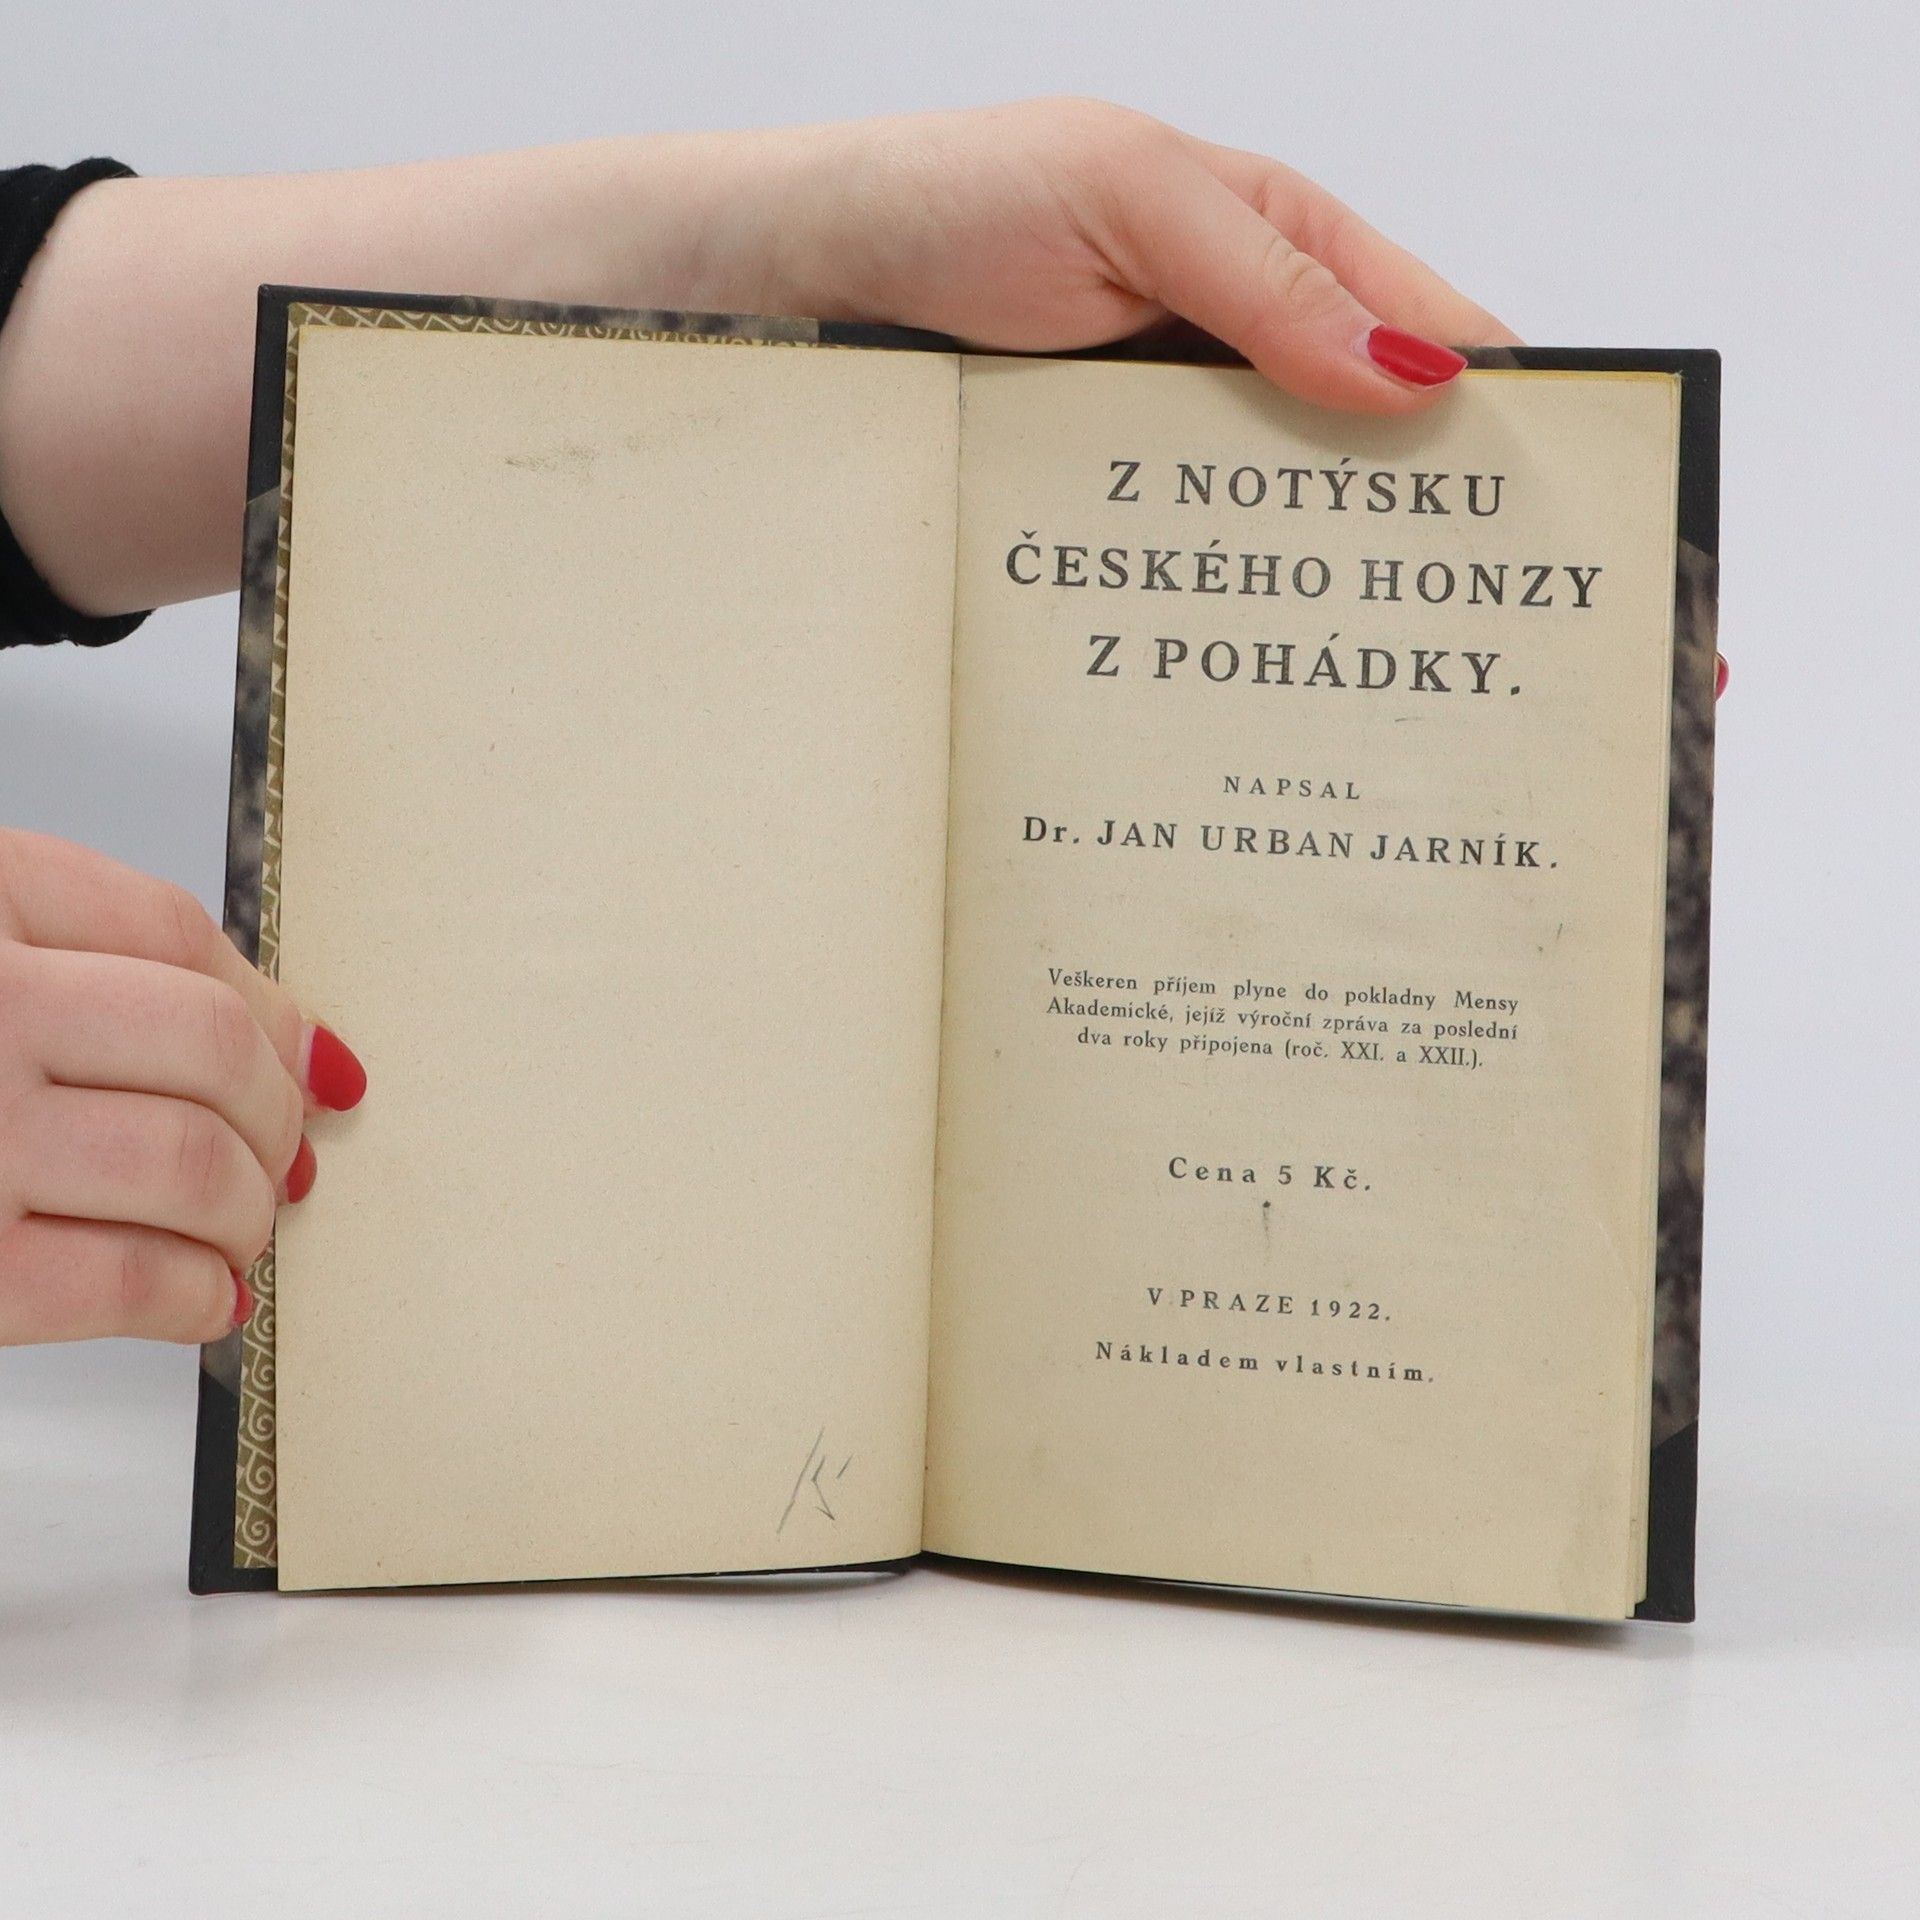 Z NOTÝSKU
ČESKÉHO HONZY
Z POHÁDKY.
NAPSAL
Dr. JAN URBAN JARNÍK.
Veškeren příjem plyne do pokladny Mensy
Akademické, jejíž výroční zpráva za poslední
dva roky připojena (roč. XXI. a XXII.).
Cena 5 Kč.
V PRAZE 1922.
Nákladem vlastním.